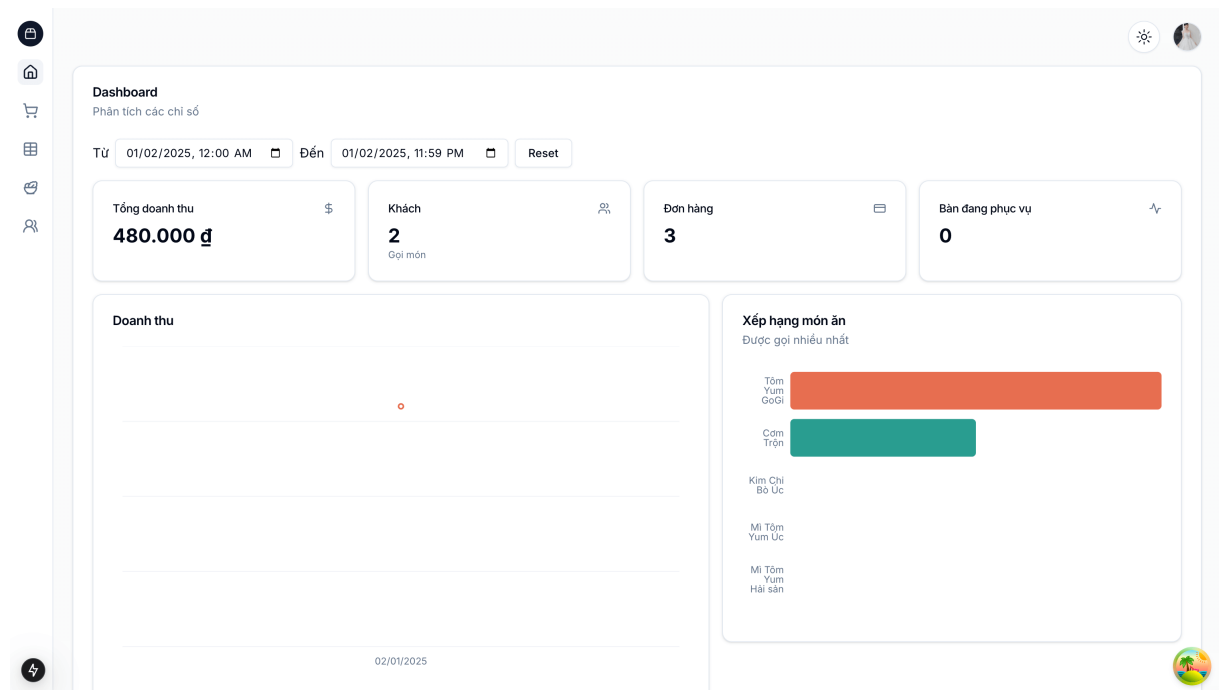 Dashboard
Phân tích các chỉ số
Từ 01/02/2025, 12:00 AM Đến 01/02/2025, 11:59 PM Reset
Tổng doanh thu
480.000 ₫
Khách
2
Gọi món
Đơn hàng
3
Bàn đang phục vụ
0
Doanh thu
02/01/2025
Xếp hạng món ăn
Được gọi nhiều nhất
Tôm
Yum
GoGi
Cơm
Trộn
Kim Chi
Bò Úc
Mì Tôm
Yum Úc
Mì Tôm
Yum
Hải sản